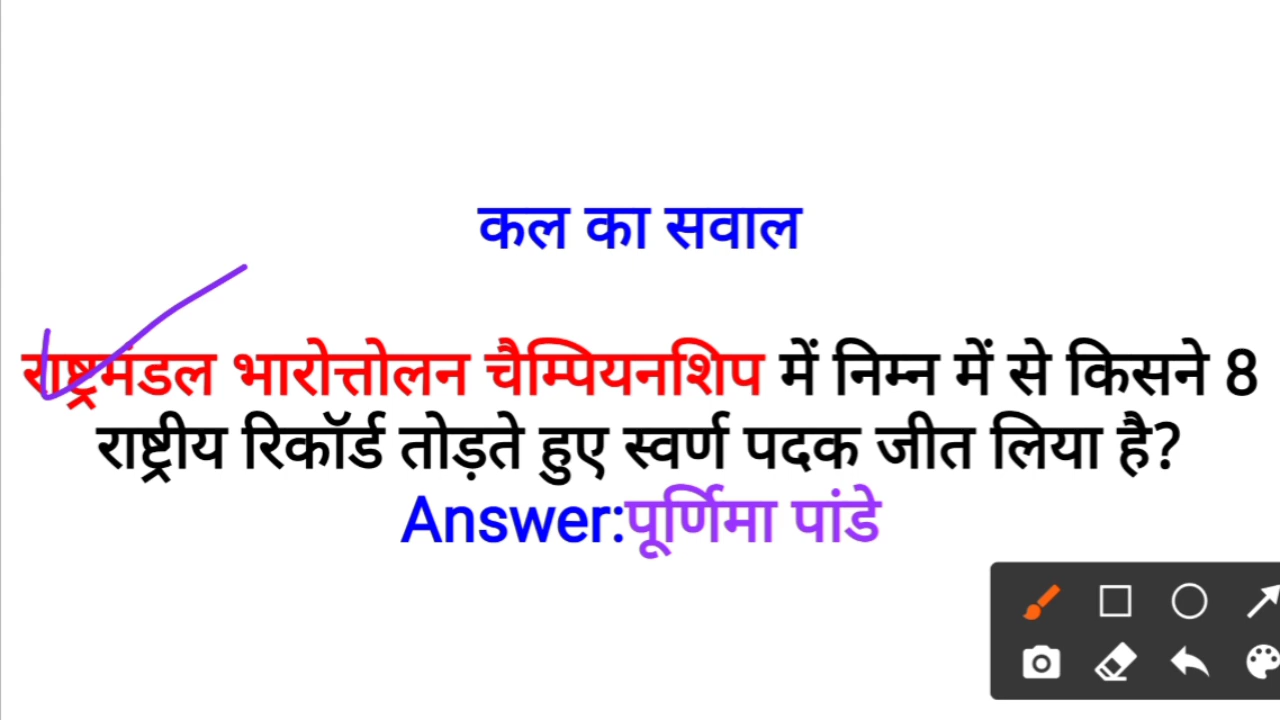 कल का सवाल
राष्ट्रमंडल भारोत्तोलन चैम्पियनशिप में निम्न में से किसने 8
राष्ट्रीय रिकॉर्ड तोड़ते हुए स्वर्ण पदक जीत लिया है?
Answer:पूर्णिमा पांडे